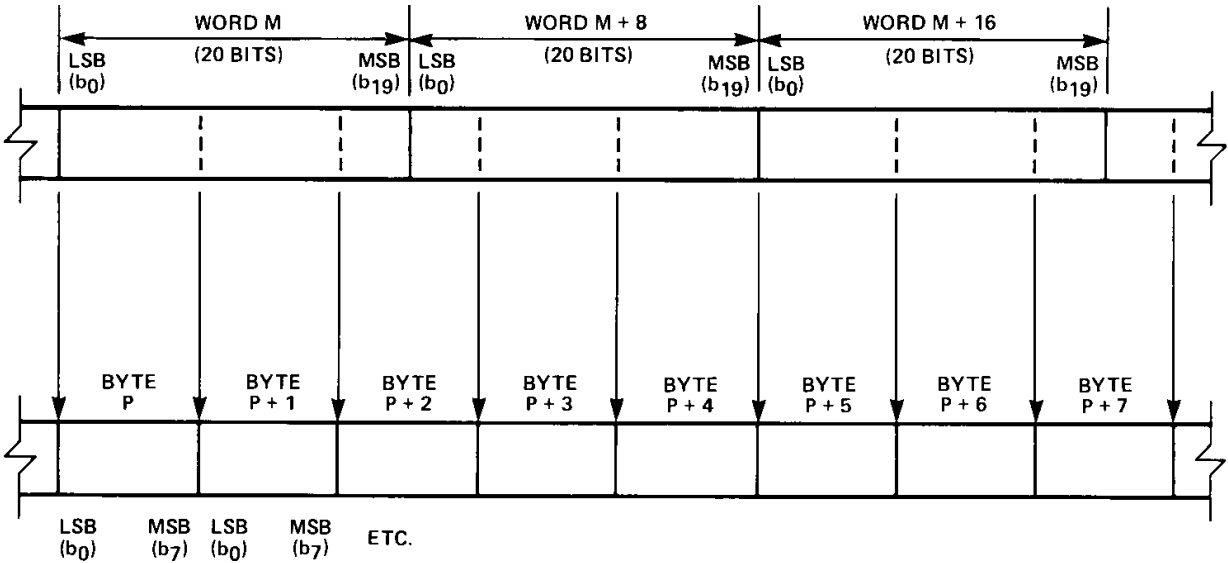 WORD M
WORD M + 8
WORD M + 16
(20 BITS)
(20 BITS)
(20 BITS)
LSB
(b0)
MSB
(b19)
LSB
(b0)
MSB
(b19)
LSB
(b0)
MSB
(b19)
BYTE
P
BYTE
P + 1
BYTE
P + 2
BYTE
P + 3
BYTE
P + 4
BYTE
P + 5
BYTE
P + 6
BYTE
P + 7
LSB
(b0)
MSB
(b7)
LSB
(b0)
MSB
(b7)
ETC.